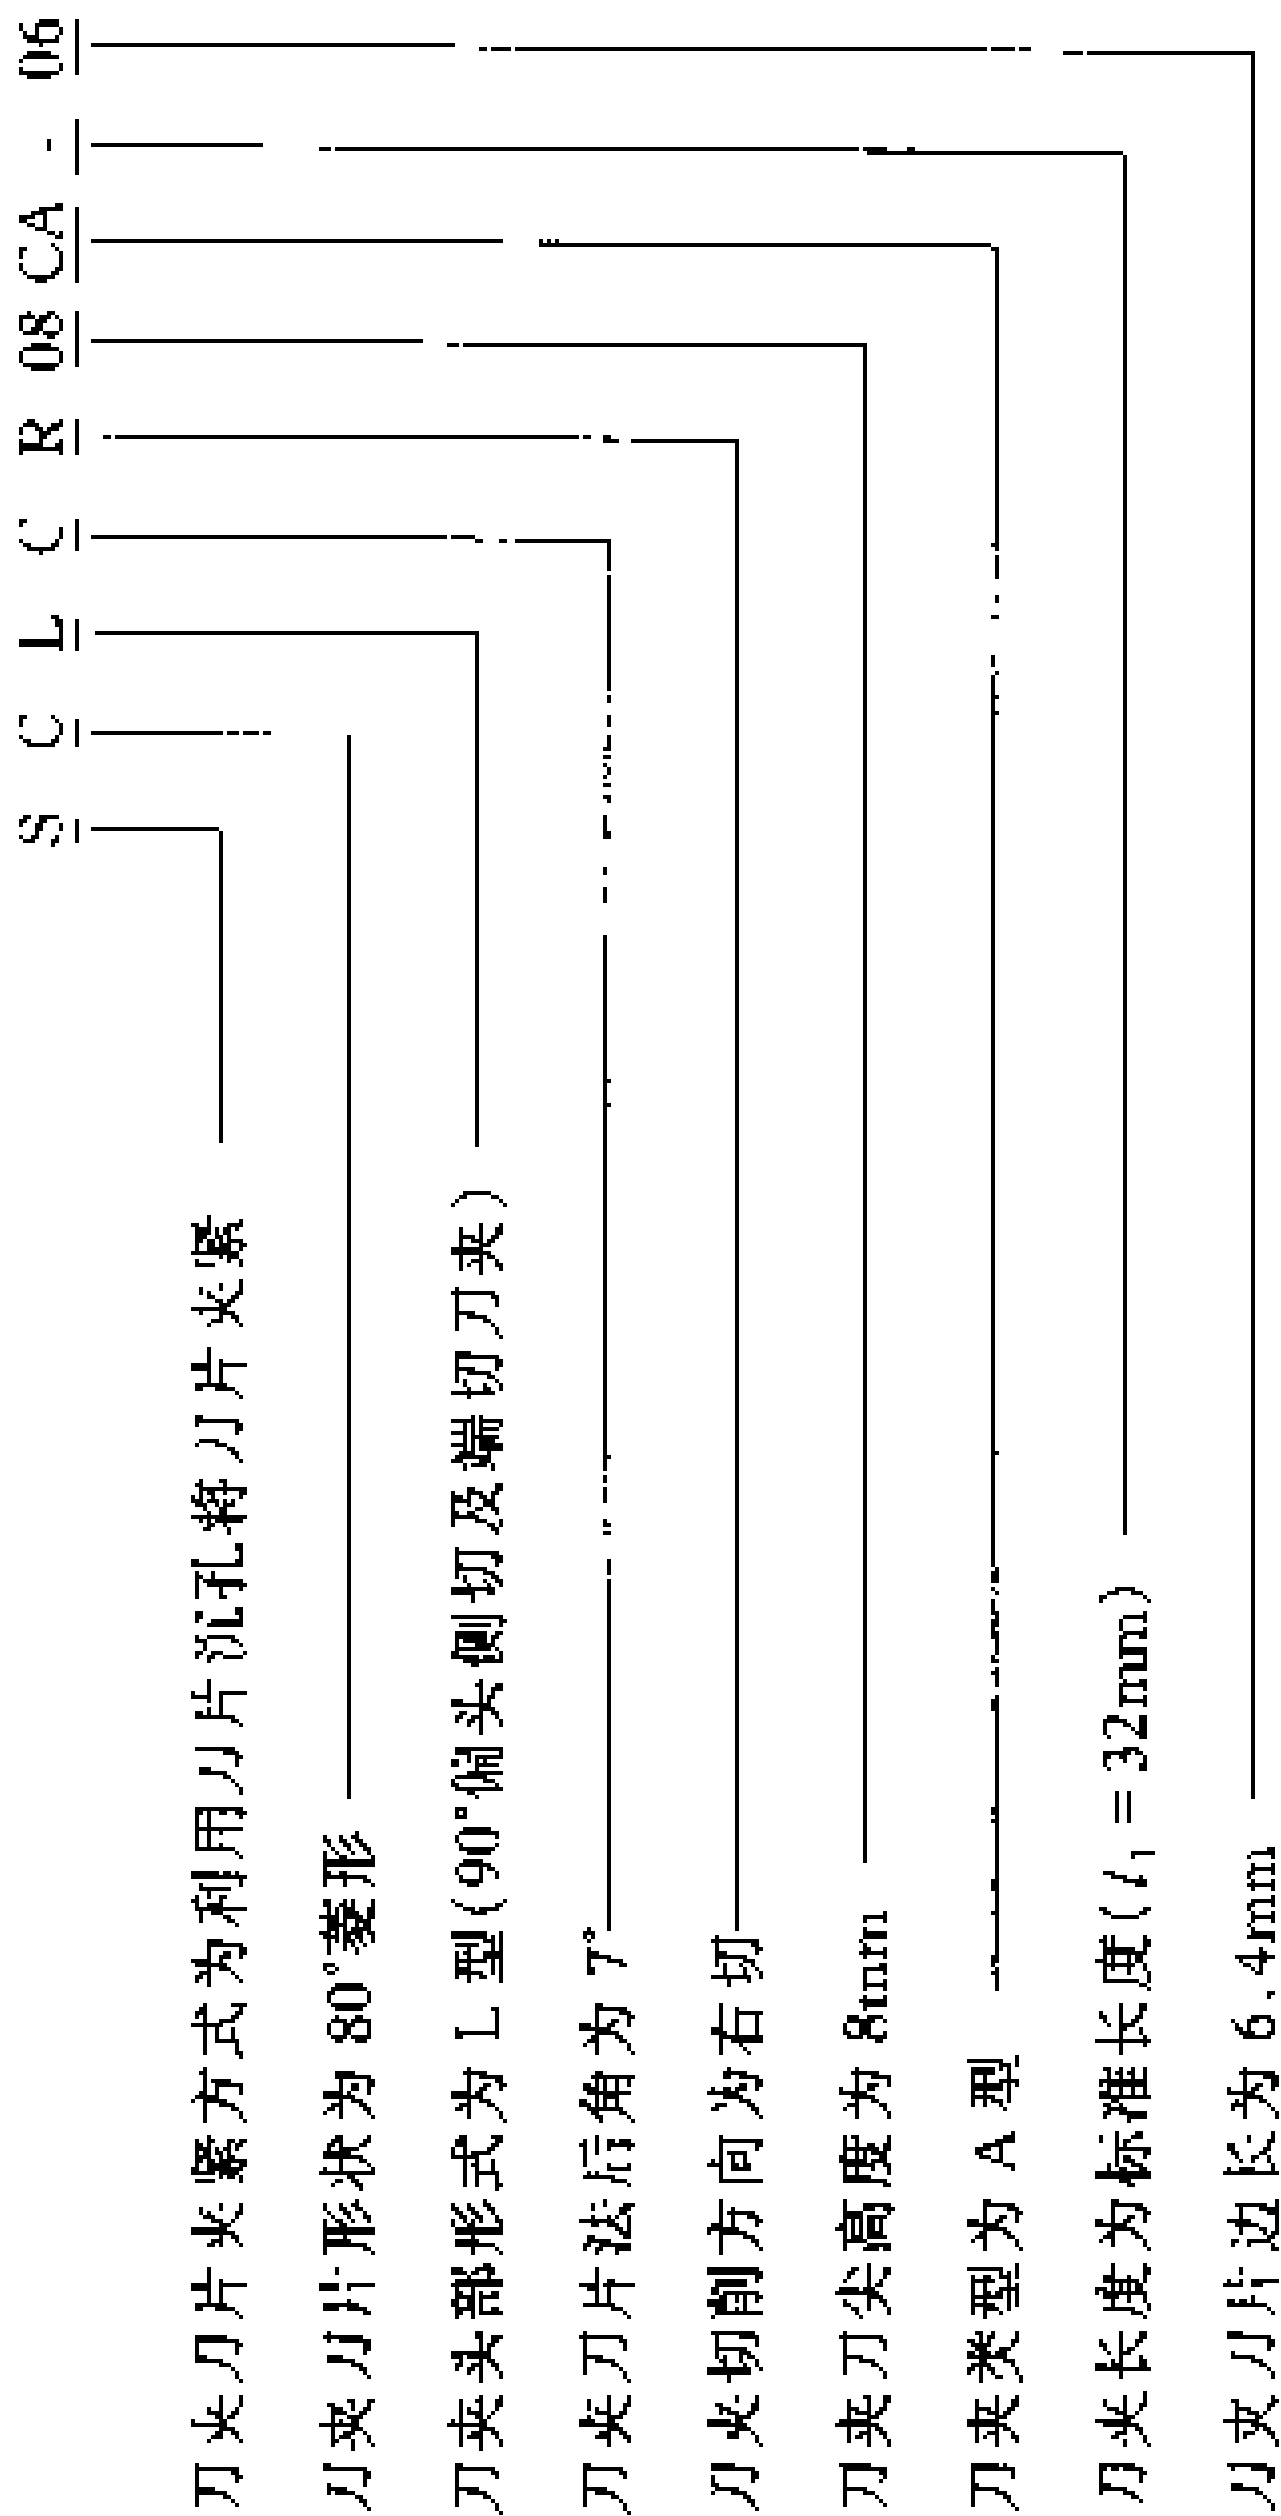 S C L C R 08 CA - 06
刀夹刀片夹紧方式为利用刀片沉孔将刀片夹紧
刀夹刀片形状为 80°菱形
刀夹头部形式为 L 型(90°偏头侧切及端切刀夹)
刀夹刀片法后角为 7°
刀夹切削方向为右切
刀夹刀尖高度为 8mm
刀夹类型为 A 型
刀夹长度为标准长度(l₁ = 32mm)
刀夹刀片边长为 6.4mm